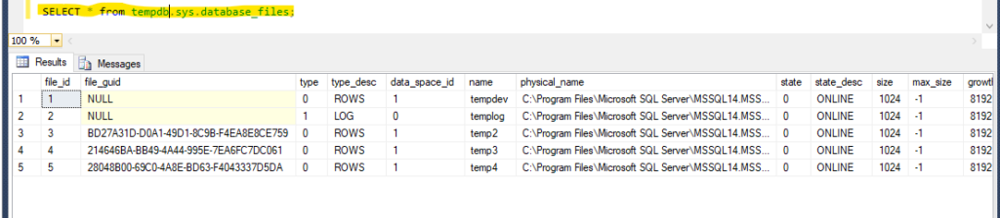 SELECT * from tempdb.sys.database_files;
100 %
Results Messages
file_id file_guid type type_desc data_space_id name physical_name state state_desc size max_size growth
1 1 NULL 0 ROWS 1 tempdev C:\Program Files\Microsoft SQL Server\MSSQL14.MSS... 0 ONLINE 1024 -1 8192
2 2 NULL 1 LOG 0 templog C:\Program Files\Microsoft SQL Server\MSSQL14.MSS... 0 ONLINE 1024 -1 8192
3 3 BD27A31D-D0A1-49D1-8C9B-F4EA8E8CE759 0 ROWS 1 temp2 C:\Program Files\Microsoft SQL Server\MSSQL14.MSS... 0 ONLINE 1024 -1 8192
4 4 214646BA-BB49-4A44-995E-7EA6FC7DC061 0 ROWS 1 temp3 C:\Program Files\Microsoft SQL Server\MSSQL14.MSS... 0 ONLINE 1024 -1 8192
5 5 28048B00-69C0-4A8E-BD63-F4043337D5DA 0 ROWS 1 temp4 C:\Program Files\Microsoft SQL Server\MSSQL14.MSS... 0 ONLINE 1024 -1 8192